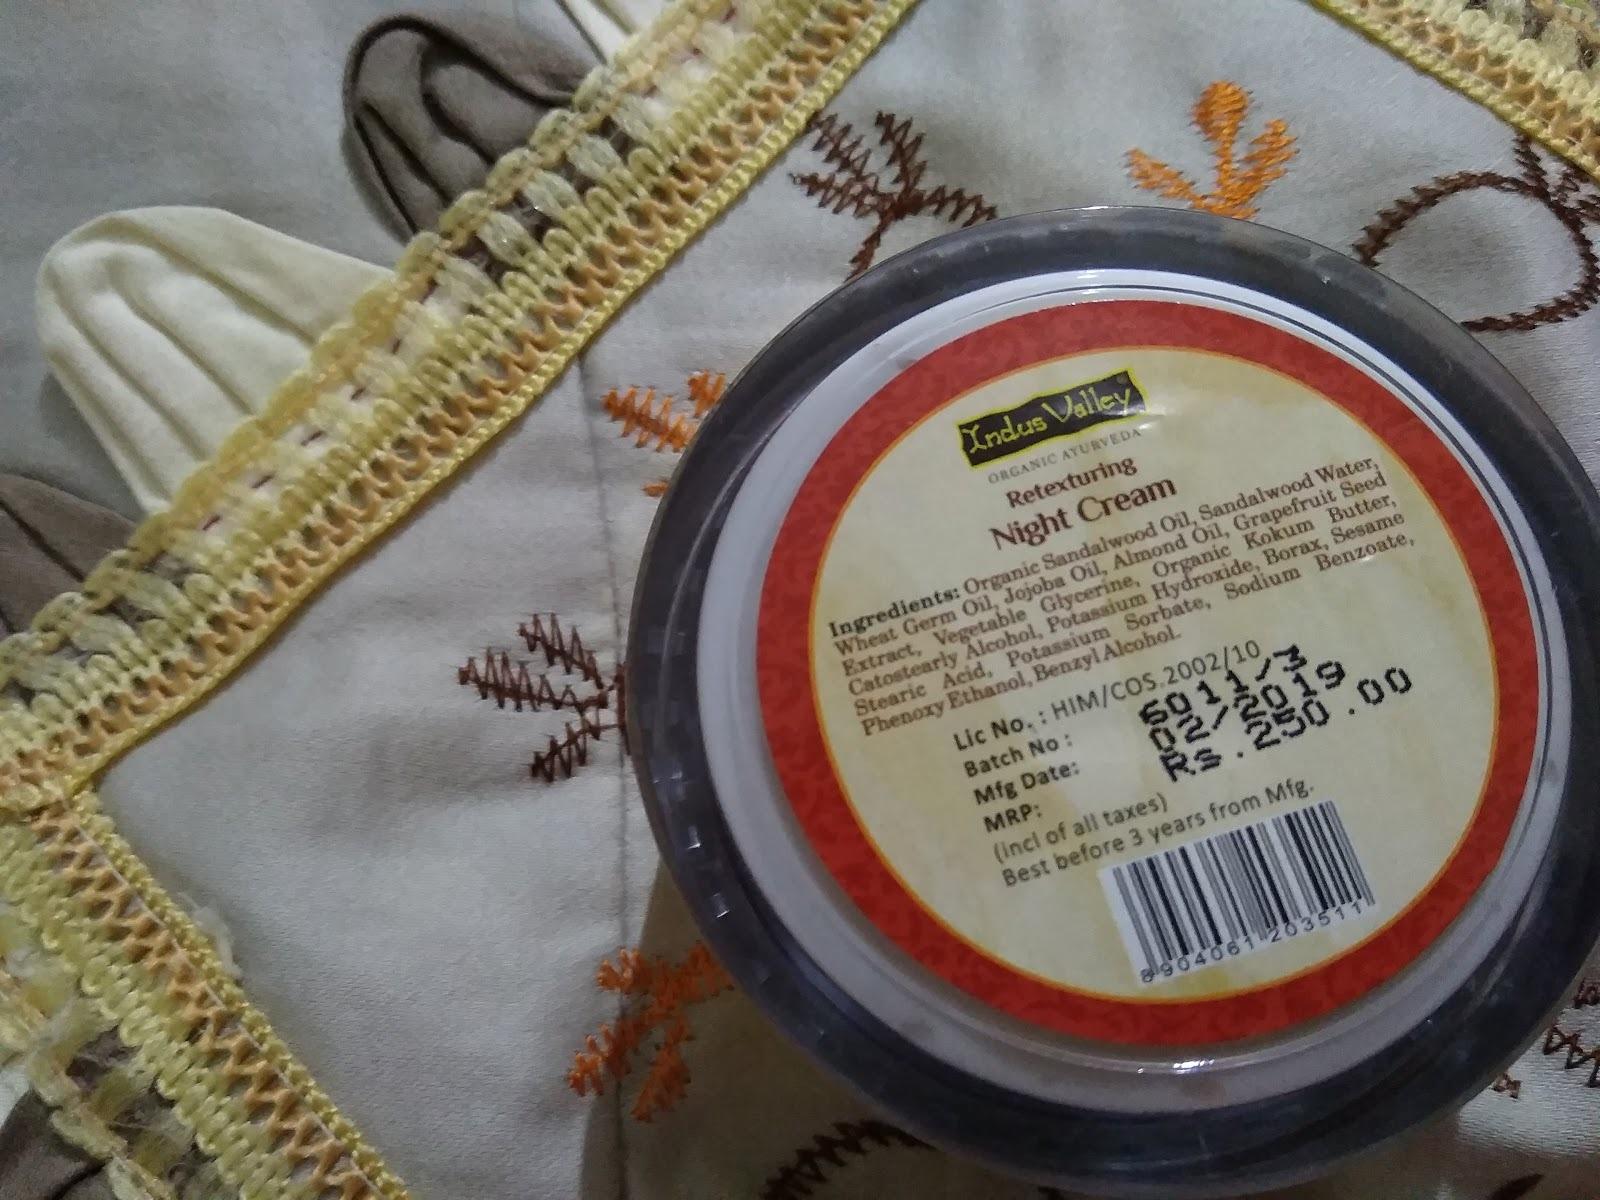 Indus Valley
ORGANIC AYURVEDA
Retexturing
Night Cream
Ingredients: Organic Sandalwood Oil, Sandalwood Water,
Wheat Germ Oil, Jojoba Oil, Almond Oil, Grapefruit Seed
Extract, Vegetable Glycerine, Organic Kokum Butter,
Catostearly Alcohol, Potassium Hydroxide, Borax, Sesame
Stearic Acid, Potassium Sorbate, Sodium Benzoate,
Phenoxy Ethanol, Benzyl Alcohol.
Lic No. : HIM/COS.2002/10
Batch No : 6011/3
Mfg Date: 02/2019
MRP: Rs.250.00
(incl of all taxes)
Best before 3 years from Mfg.
8904061203511